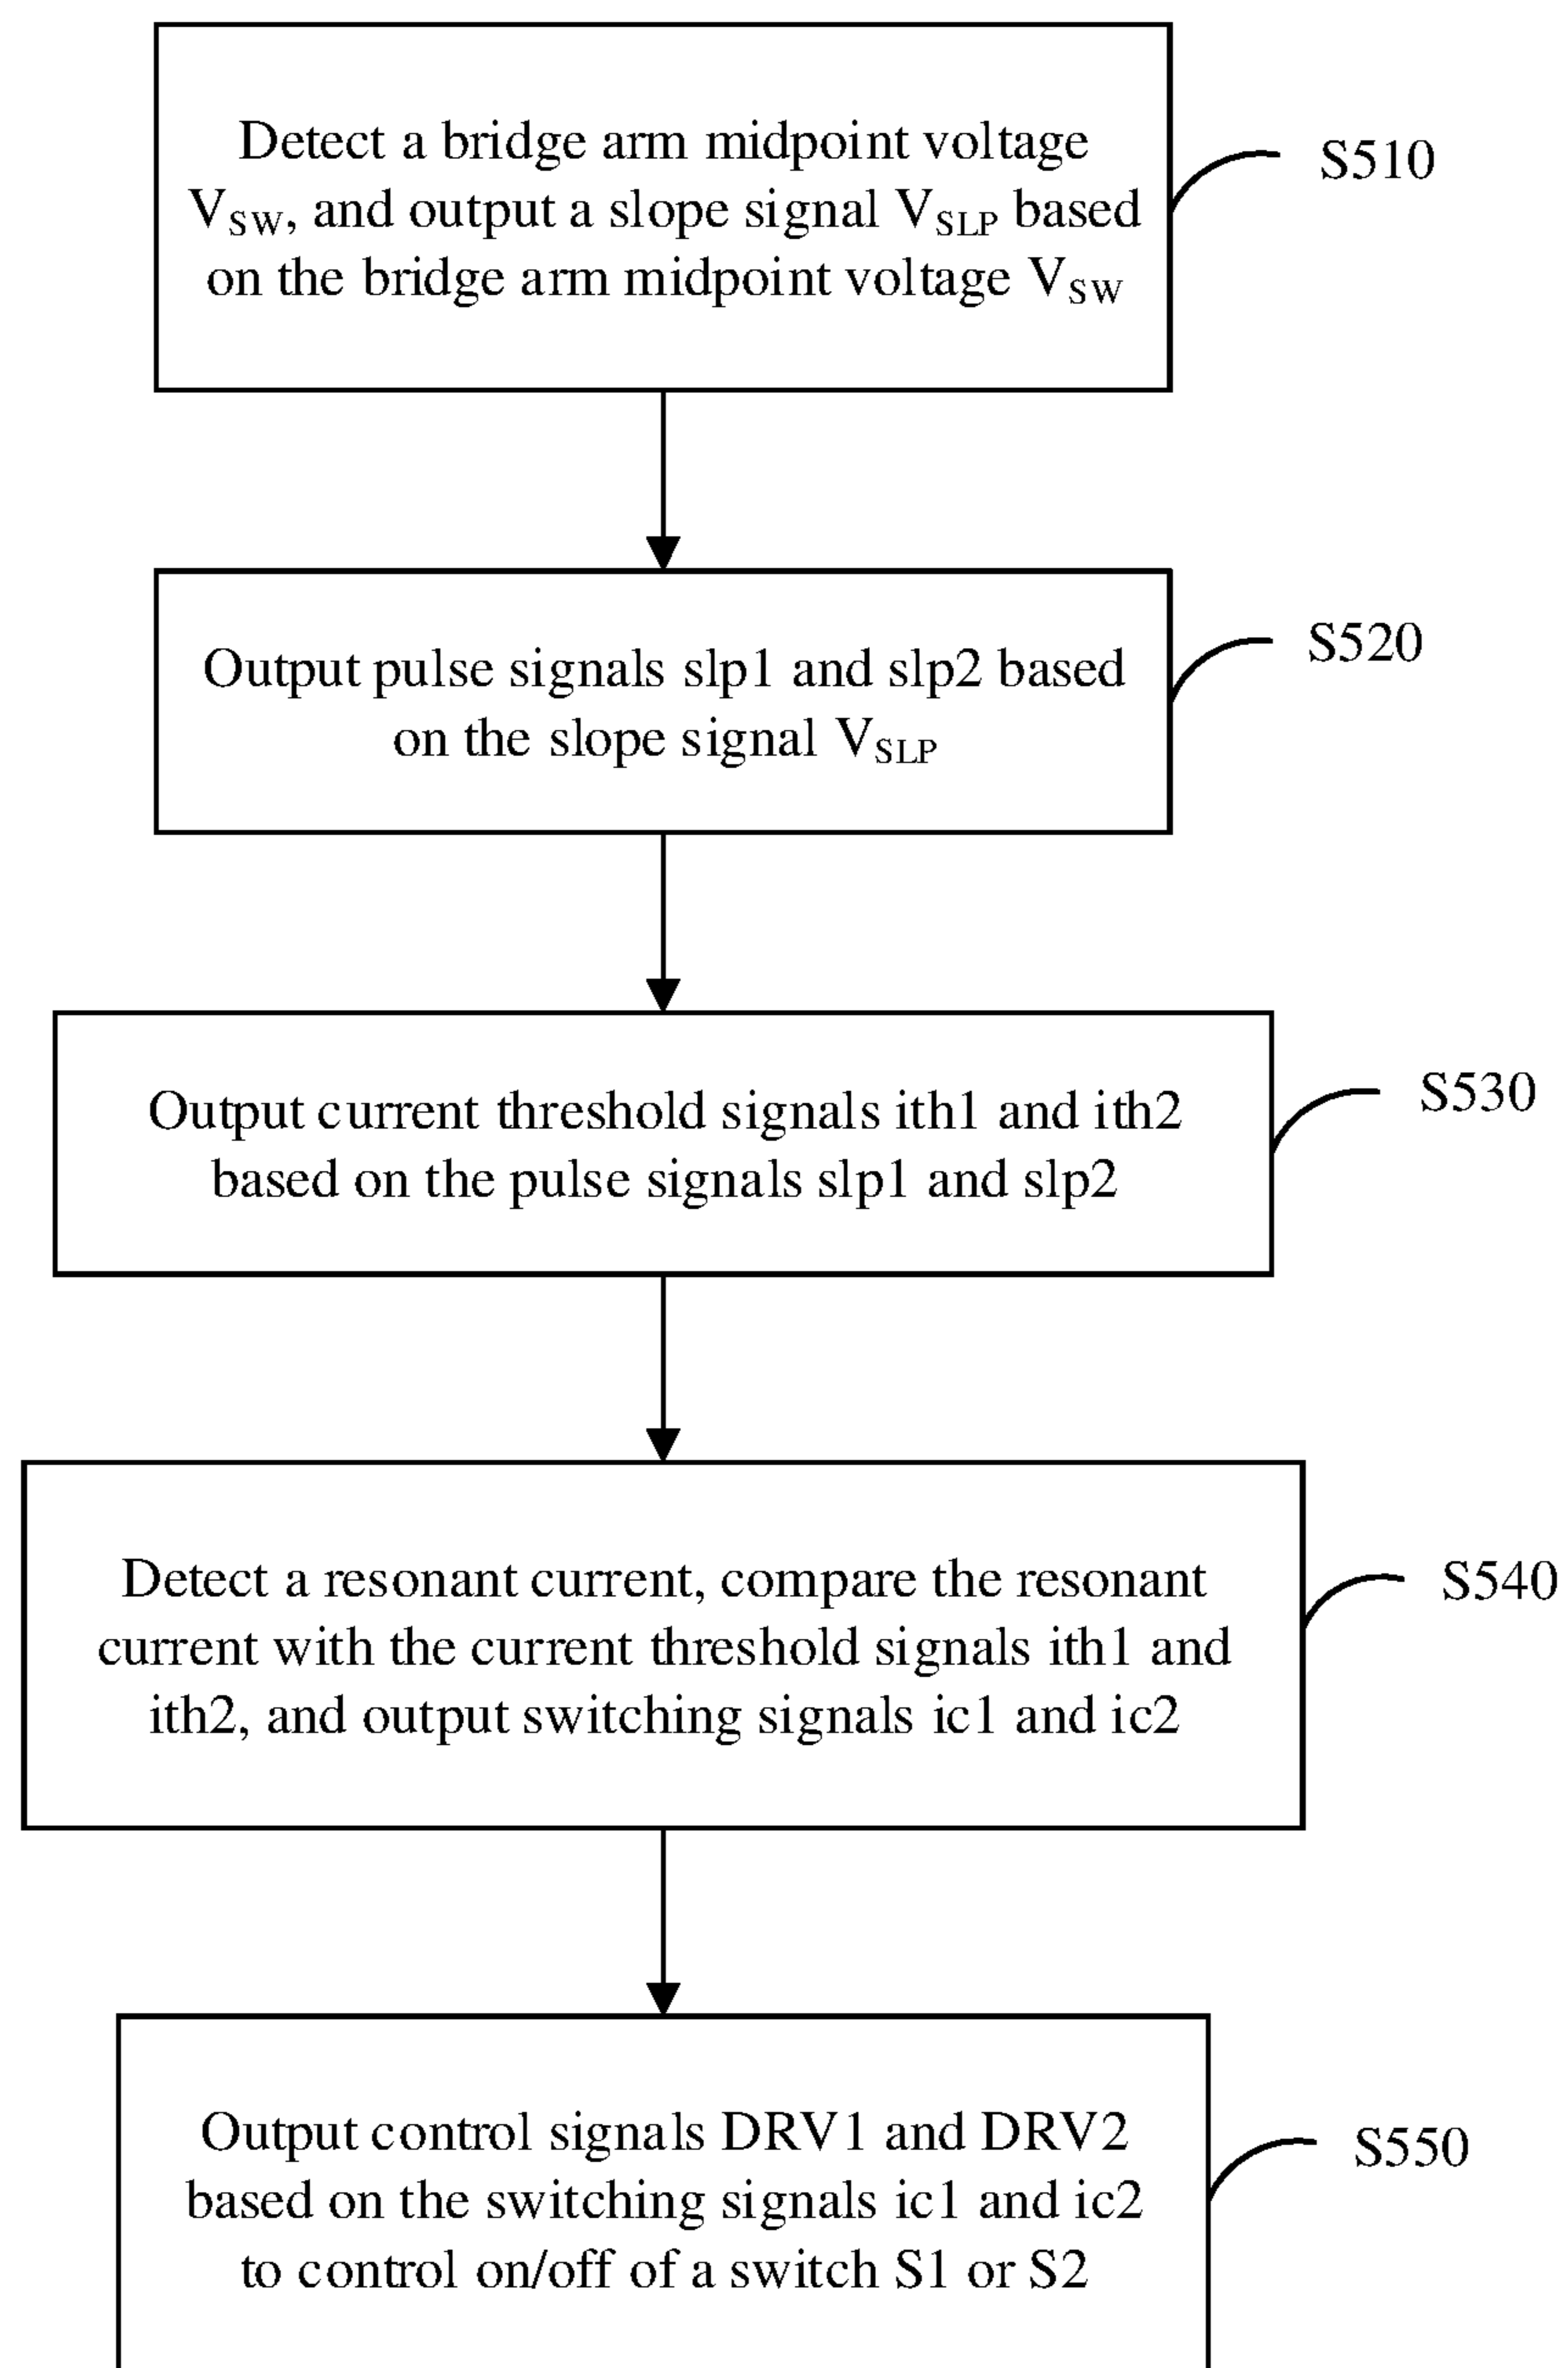 Detect a bridge arm midpoint voltage
VSW, and output a slope signal VSLP based
on the bridge arm midpoint voltage VSW
S510
Output pulse signals slp1 and slp2 based
on the slope signal VSLP
S520
Output current threshold signals ith1 and ith2
based on the pulse signals slp1 and slp2
S530
Detect a resonant current, compare the resonant
current with the current threshold signals ith1 and
ith2, and output switching signals ic1 and ic2
S540
Output control signals DRV1 and DRV2
based on the switching signals ic1 and ic2
to control on/off of a switch S1 or S2
S550